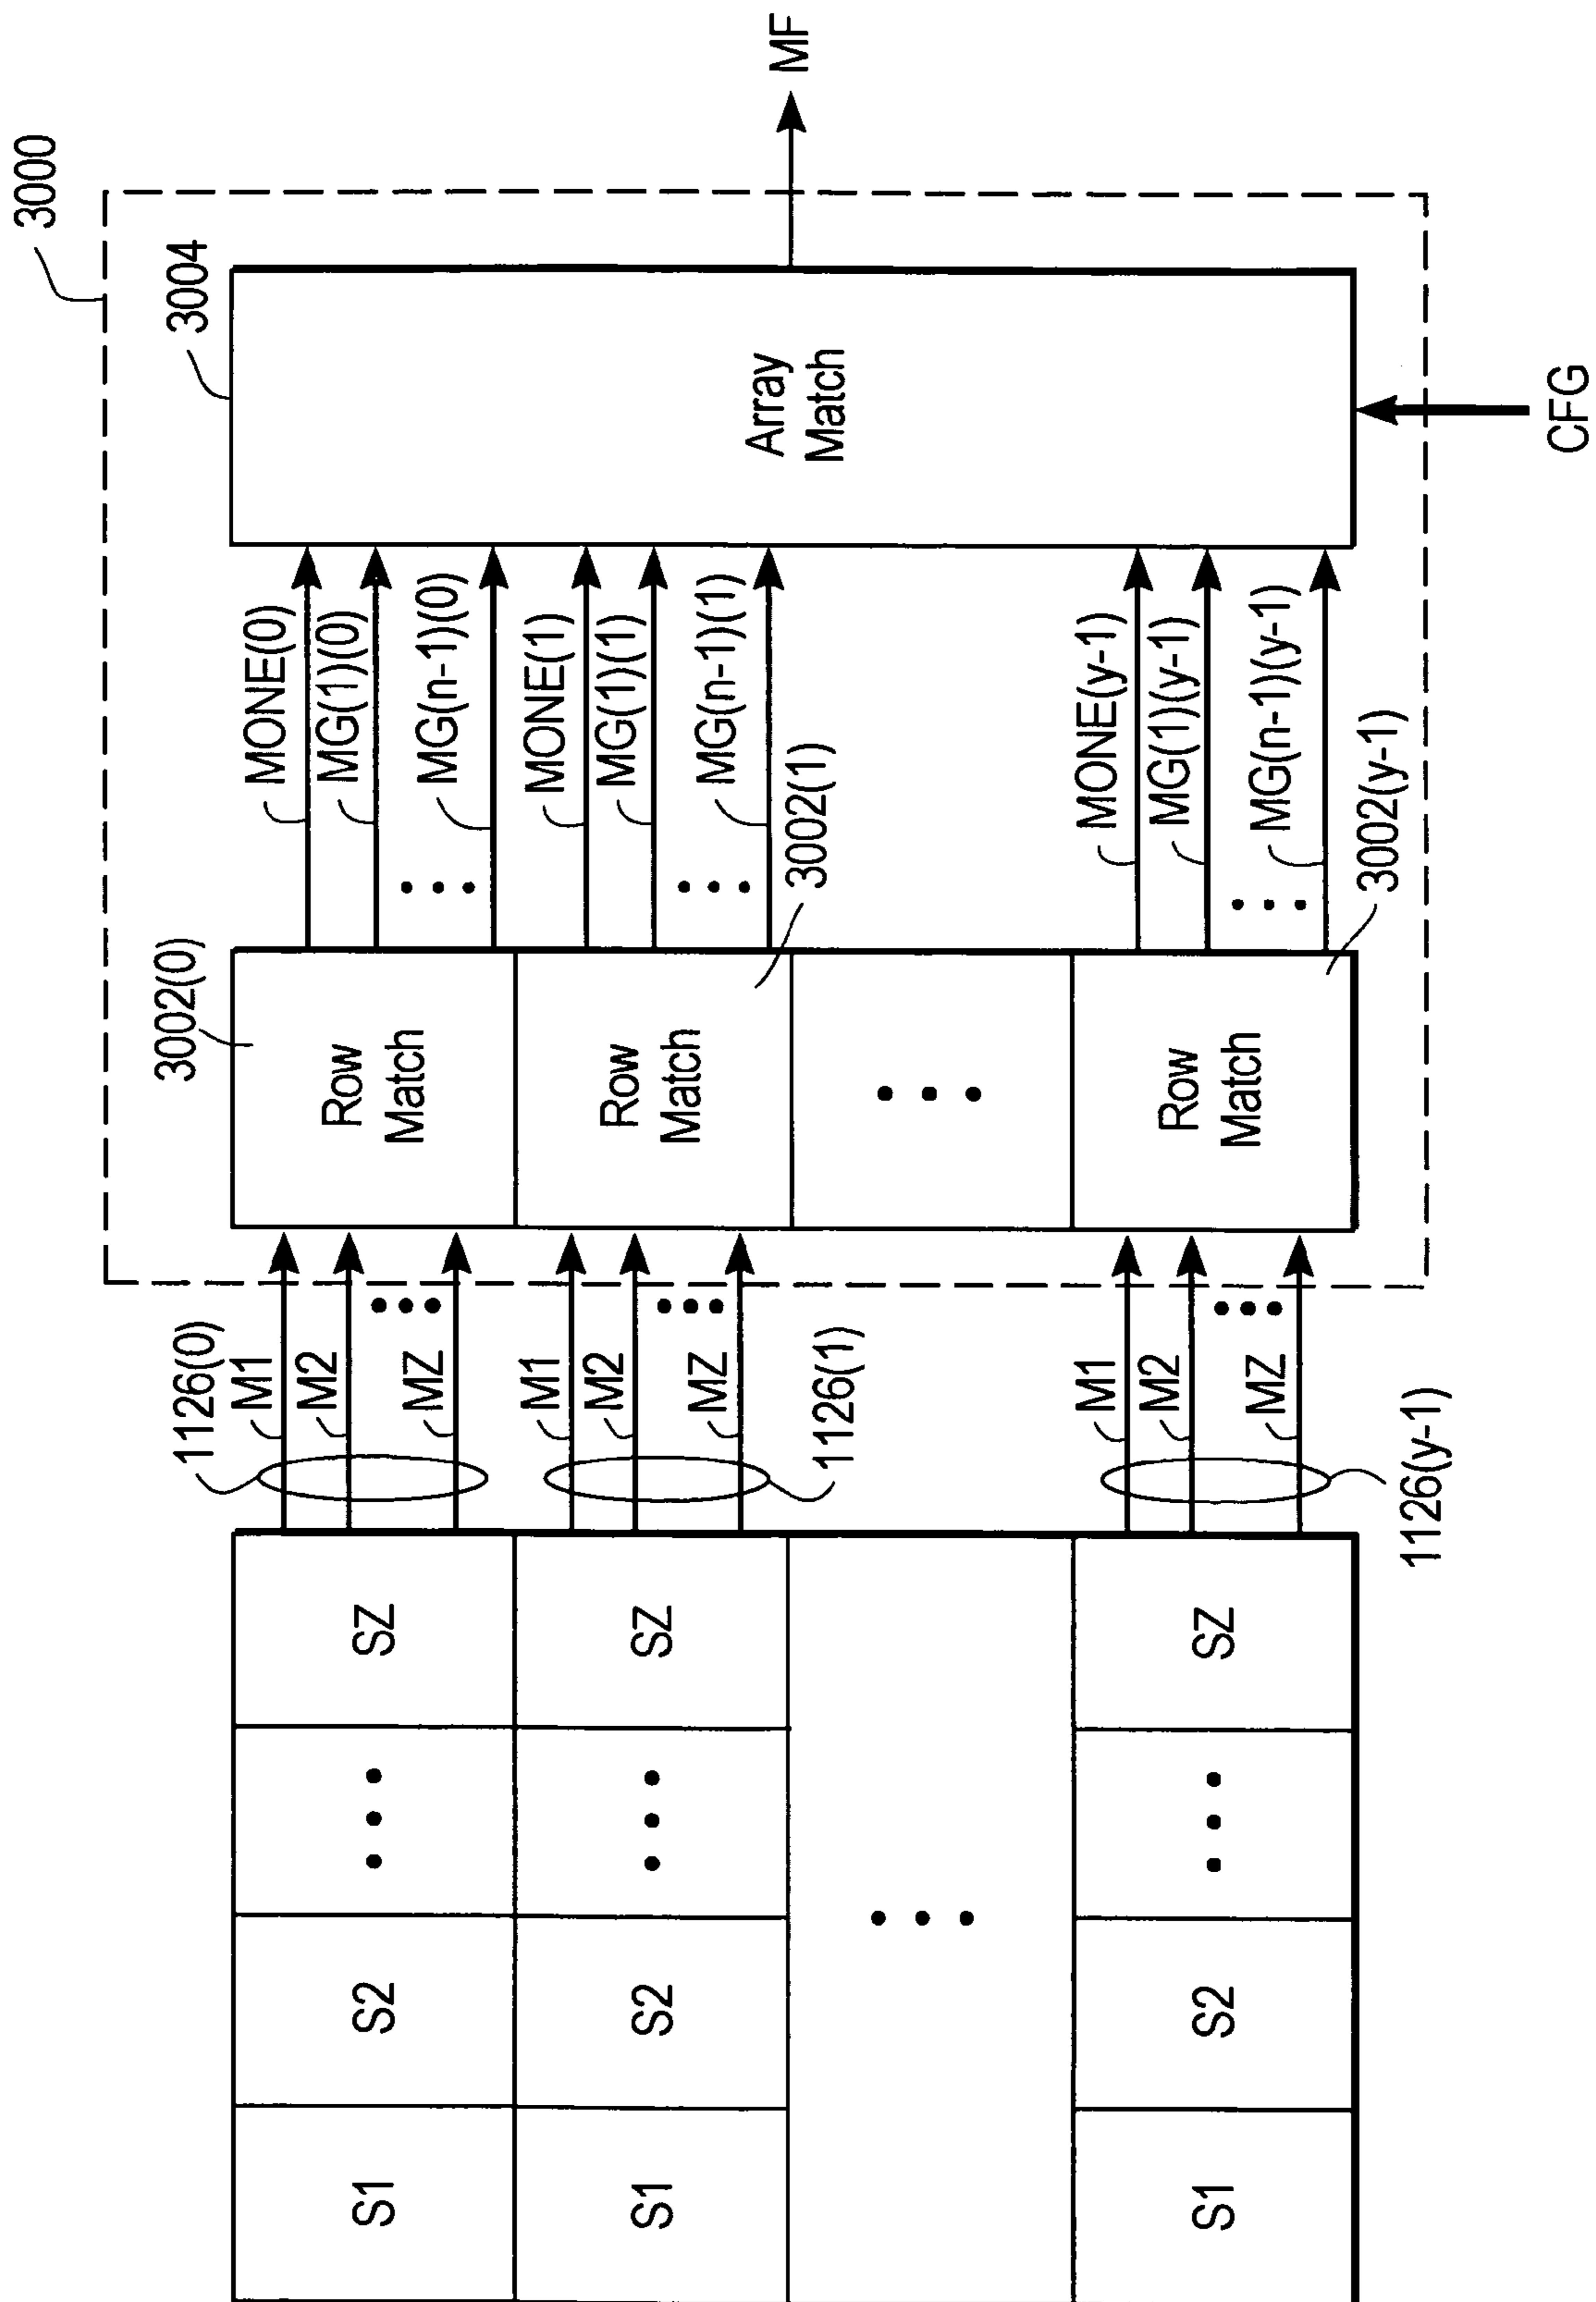 3000
3004
3002(0)
1126(0)
S1
S2
SZ
M1
M2
MZ
Row
Match
MONE(0)
MG(1)(0)
MG(n-1)(0)
S1
S2
SZ
M1
M2
MZ
1126(1)
Row
Match
MONE(1)
MG(1)(1)
MG(n-1)(1)
3002(1)
Array
Match
MF
S1
S2
SZ
M1
M2
MZ
1126(y-1)
Row
Match
MONE(y-1)
MG(1)(y-1)
MG(n-1)(y-1)
3002(y-1)
CFG